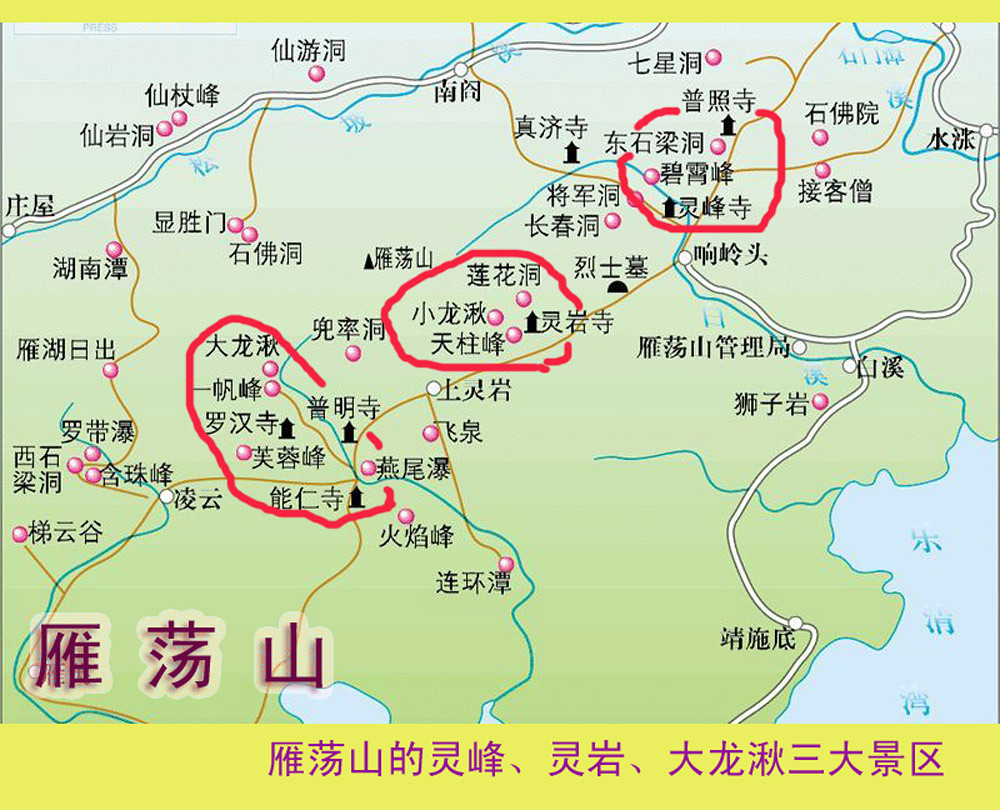 PRESS
仙游洞
溪
七星洞
石门潭
南阁
仙杖峰
普照寺
石佛院
溪
仙岩洞
坡
真济寺
东石梁洞
水涨
松
碧霄峰
接客僧
庄屋
将军洞
灵峰寺
显胜门
长春洞
石佛洞
响岭头
湖南潭
雁荡山
莲花洞
烈士墓
小龙湫
灵岩寺
白
兜率洞
天柱峰
大龙湫
雁湖日出
雁荡山管理局
白溪
溪
一帆峰
上灵岩
普明寺
狮子岩
罗汉寺
飞泉
罗带瀑
芙蓉峰
燕尾瀑
西石
梁洞
含珠峰
凌云
能仁寺
梯云谷
火焰峰
乐
连环潭
清
靖施底
雁荡山
湾
雁荡山的灵峰、灵岩、大龙湫三大景区